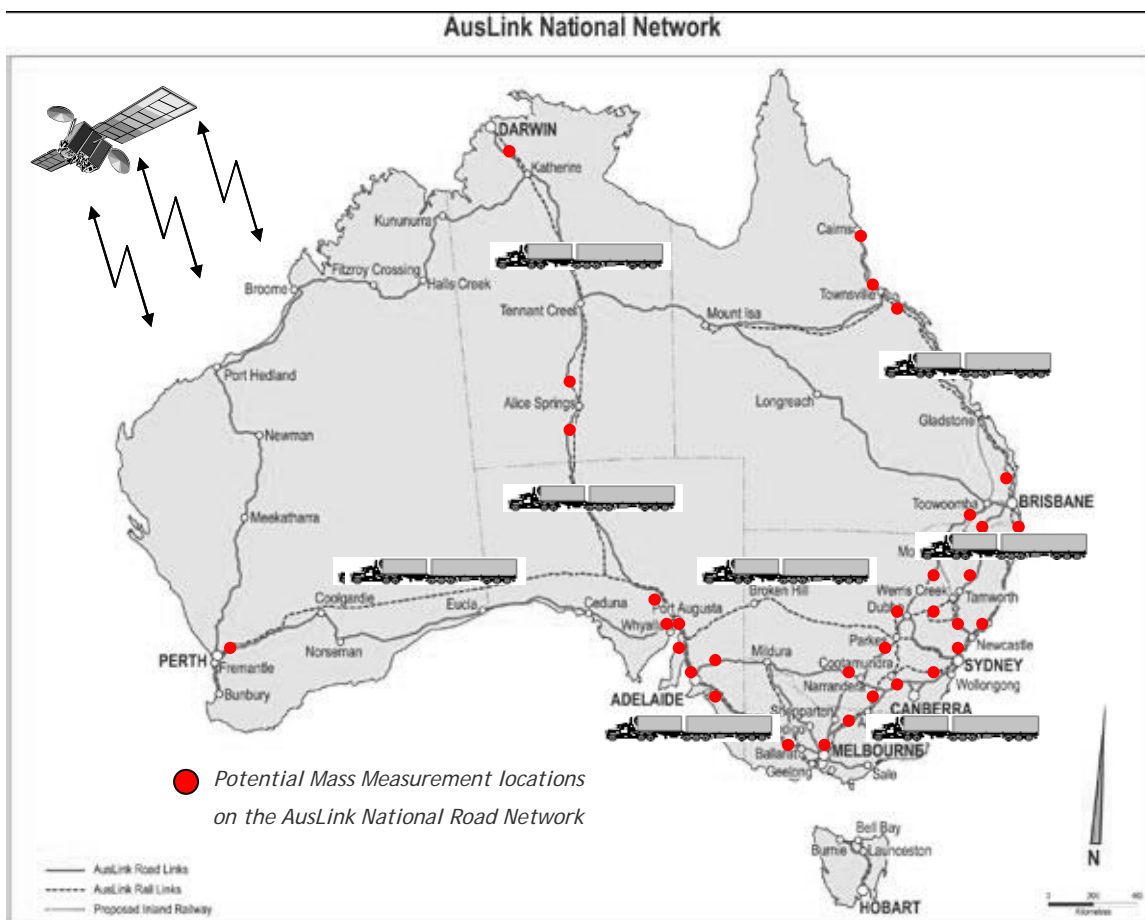 AusLink National Network
DARWIN
Katherine
Kununurra
Cairns
Fitzroy Crossing
Halls Creek
Broome
Townsville
Tennant Creek
Mount Isa
Port Hedland
Longreach
Alice Springs
Gladstone
Newman
Toowoomba
BRISBANE
Meekatharra
Mo
Coolgardie
Eucla
Ceduna
Port Augusta
Broken Hill
Werris Creek
Tamworth
Dubbo
Whyalla
Norseman
Parkes
Newcastle
PERTH
Fremantle
Mildura
Cootamundra
SYDNEY
Bunbury
ADELAIDE
Narrandera
Wollongong
CANBERRA
Shepparton
A
digo
Ballarat
MELBOURNE
Geelong
Sale
Potential Mass Measurement locations
on the AusLink National Road Network
Bell Bay
Burnie
Launceston
HOBART
N
AusLink Road Links
AusLink Rail Links
Proposed Inland Railway
Kilometres